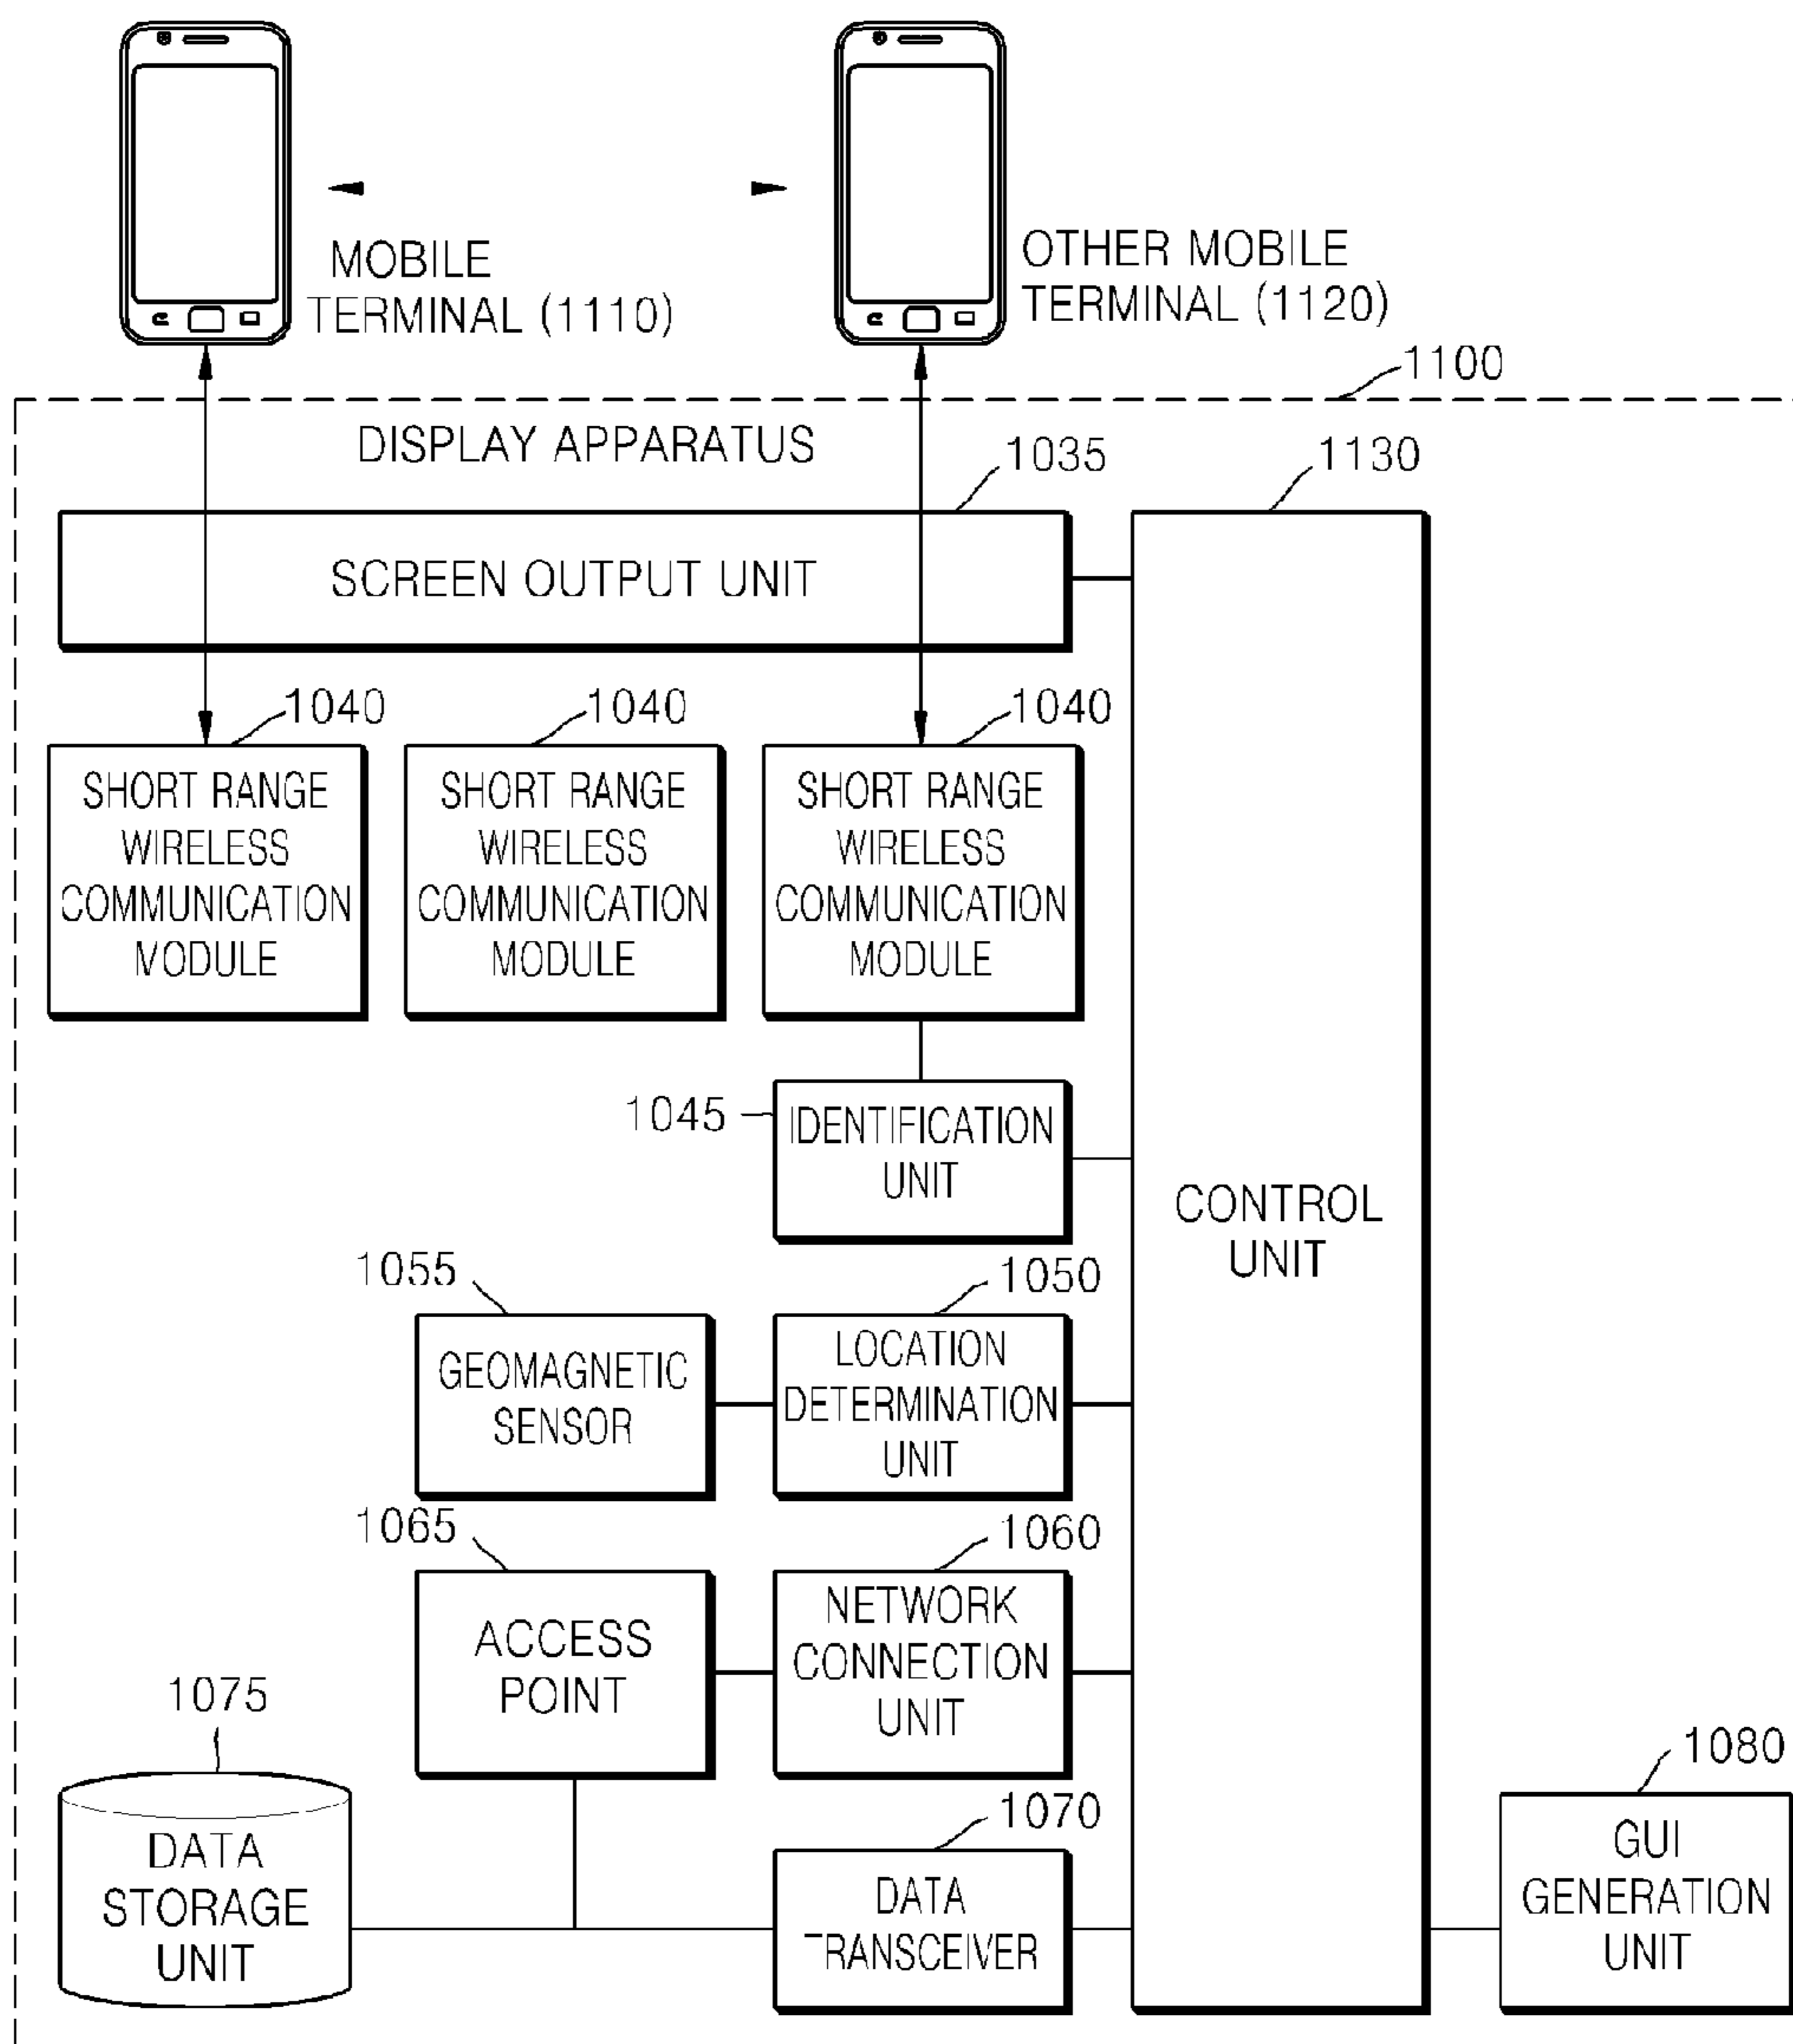 MOBILE
TERMINAL (1110)
OTHER MOBILE
TERMINAL (1120)
1100
DISPLAY APPARATUS
1035
1130
SCREEN OUTPUT UNIT
1040
1040
1040
SHORT RANGE
WIRELESS
COMMUNICATION
MODULE
SHORT RANGE
WIRELESS
COMMUNICATION
MODULE
SHORT RANGE
WIRELESS
COMMUNICATION
MODULE
1045
IDENTIFICATION
UNIT
CONTROL
UNIT
1055
1050
GEOMAGNETIC
SENSOR
LOCATION
DETERMINATION
UNIT
1065
1060
ACCESS
POINT
NETWORK
CONNECTION
UNIT
1075
1080
1070
DATA
STORAGE
UNIT
DATA
TRANSCEIVER
GUI
GENERATION
UNIT